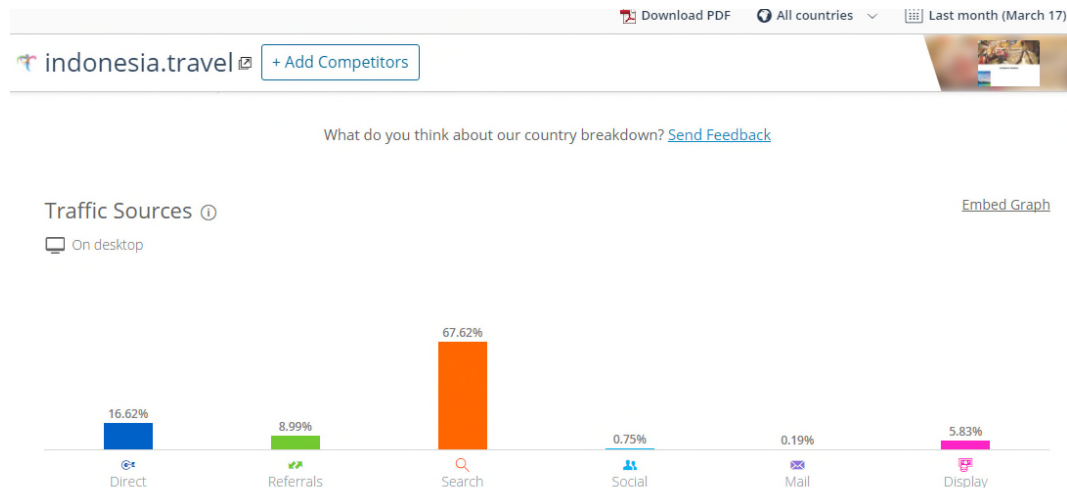 Download PDF All countries Last month (March 17)
indonesia.travel + Add Competitors
What do you think about our country breakdown? Send Feedback
Traffic Sources
Embed Graph
On desktop
67.62%
16.62%
8.99%
0.75%
0.19%
5.83%
Direct Referrals Search Social Mail Display